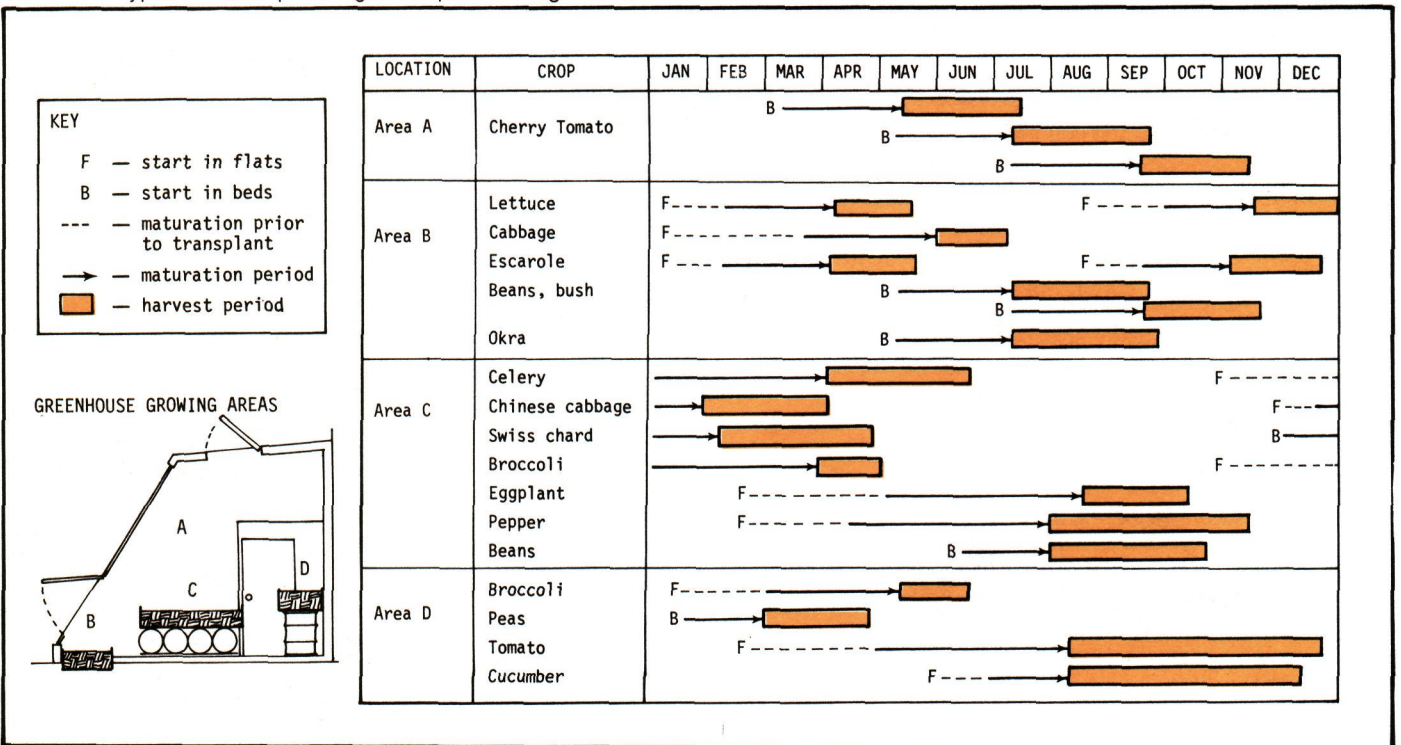 LOCATION CROP JAN FEB MAR APR MAY JUN JUL AUG SEP OCT NOV DEC
KEY
F — start in flats
B — start in beds
---- — maturation prior
to transplant
→ — maturation period
— harvest period
GREENHOUSE GROWING AREAS
A
B
C
D
Area A Cherry Tomato B
B
B
Area B Lettuce F F
Cabbage F
Escarole F F
Beans, bush B
B
Okra B
Area C Celery F
Chinese cabbage F
Swiss chard B
Broccoli F
Eggplant F
Pepper F
Beans B
Area D Broccoli F
Peas B
Tomato F
Cucumber F